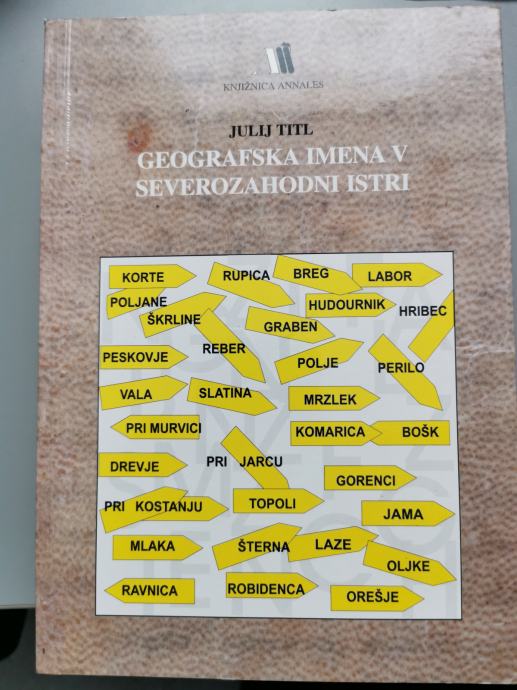 KNJIŽNICA ANNALES
JULIJ TITL
GEOGRAFSKA IMENA V
SEVEROZAHODNI ISTRI
KORTE
RUPICA
BREG
LABOR
POLJANE
HUDOURNIK
HRIBEC
ŠKRLINE
GRABEN
PESKOVJE
REBER
POLJE
PERILO
VALA
SLATINA
MRZLEK
PRI MURVICI
KOMARICA
BOŠK
DREVJE
PRI JARCU
GORENCI
PRI KOSTANJU
TOPOLI
JAMA
MLAKA
ŠTERNA
LAZE
OLJKE
RAVNICA
ROBIDENCA
OREŠJE